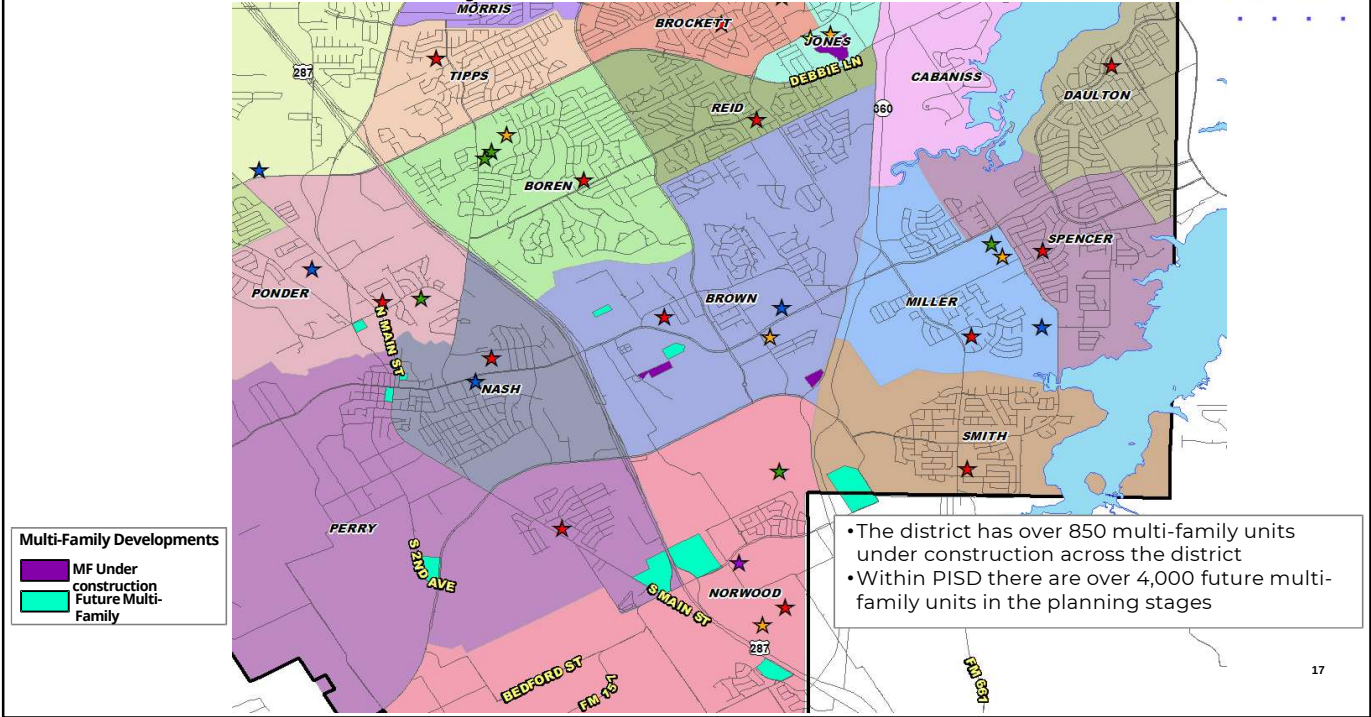 MORRIS
BROCKETT
JONES
287
TIPPS
DEBBIE LN
CABANISS
DAULTON
REID
360
BOREN
SPENCER
PONDER
BROWN
MILLER
N MAIN ST
NASH
SMITH
PERRY
S 2ND AVE
NORWOOD
S MAIN ST
287
BEDFORD ST
FM 661
Multi-Family Developments
MF Under
construction
Future Multi-
Family
•The district has over 850 multi-family units
under construction across the district
•Within PISD there are over 4,000 future multi-
family units in the planning stages
17